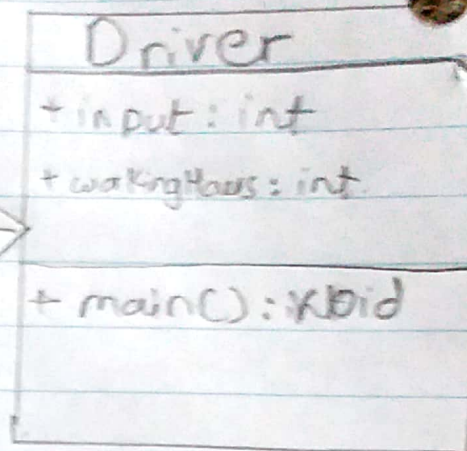 Driver
+ input : int
+ workingHours : int
+ main() : void